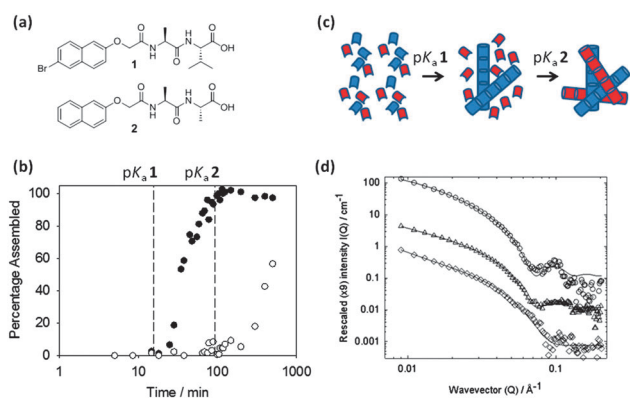 (a)
Br
O
O
H
N
O
N
H
O
OH
1
O
O
H
N
O
N
H
O
OH
2
(b)
pKa 1
pKa 2
Percentage Assembled
100
80
60
40
20
0
1
10
100
1000
Time / min
(c)
pKa 1
pKa 2
(d)
Rescaled (x9) intensity I(Q) / cm-1
100
10
1
0.1
0.01
0.001
0.01
0.1
Wavevector (Q) / Å-1